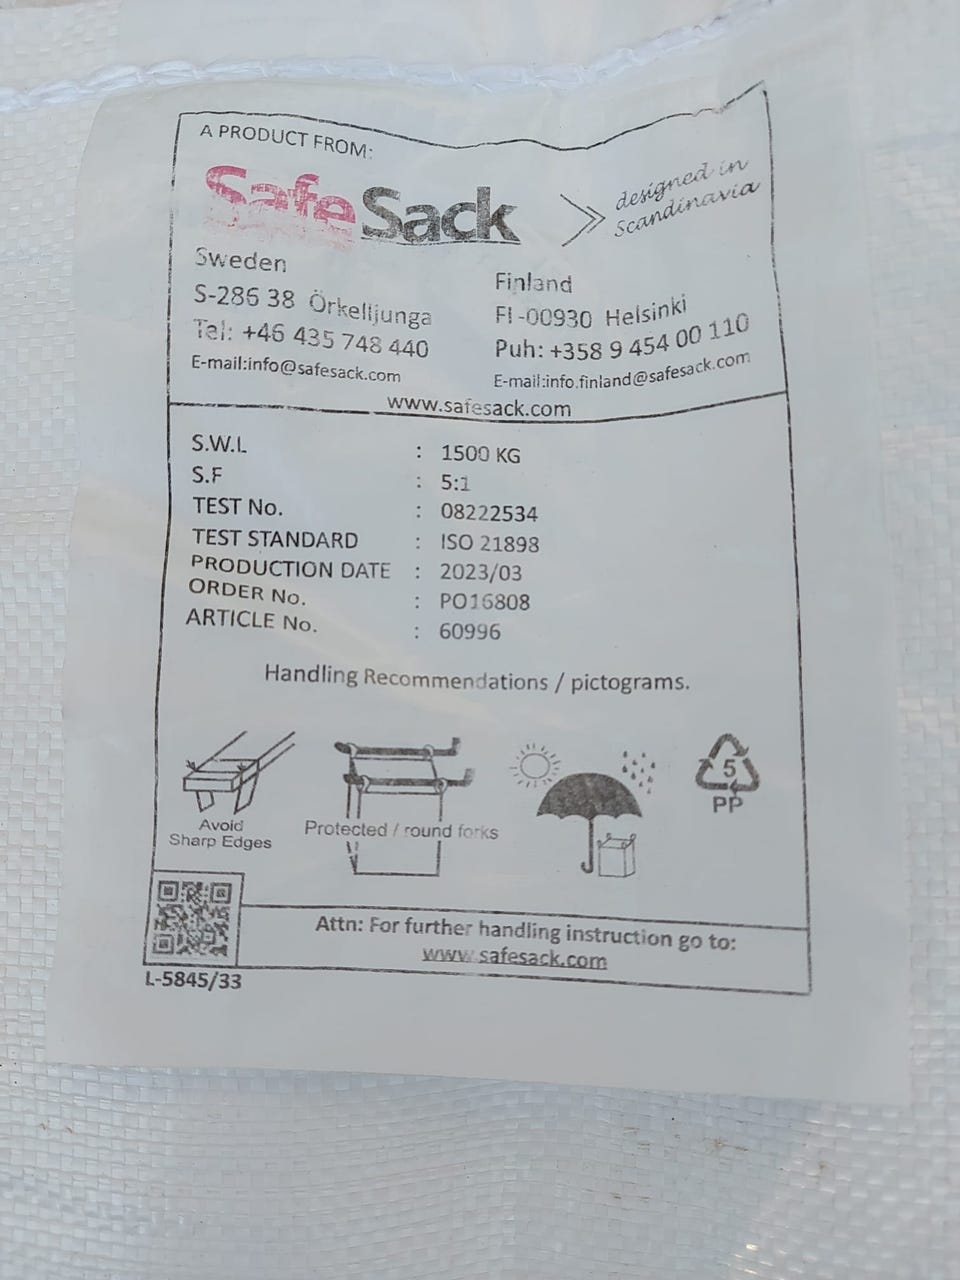 A PRODUCT FROM:
SafeSack
designed in
Scandinavia
Sweden
S-286 38 Örkelljunga
Tel: +46 435 748 440
E-mail:info@safesack.com
Finland
FI-00930 Helsinki
Puh: +358 9 454 00 110
E-mail:info.finland@safesack.com
www.safesack.com
S.W.L : 1500 KG
S.F : 5:1
TEST No. : 08222534
TEST STANDARD : ISO 21898
PRODUCTION DATE : 2023/03
ORDER No. : PO16808
ARTICLE No. : 60996
Handling Recommendations / pictograms.
Avoid
Sharp Edges
Protected / round forks
5
PP
Attn: For further handling instruction go to:
www.safesack.com
L-5845/33